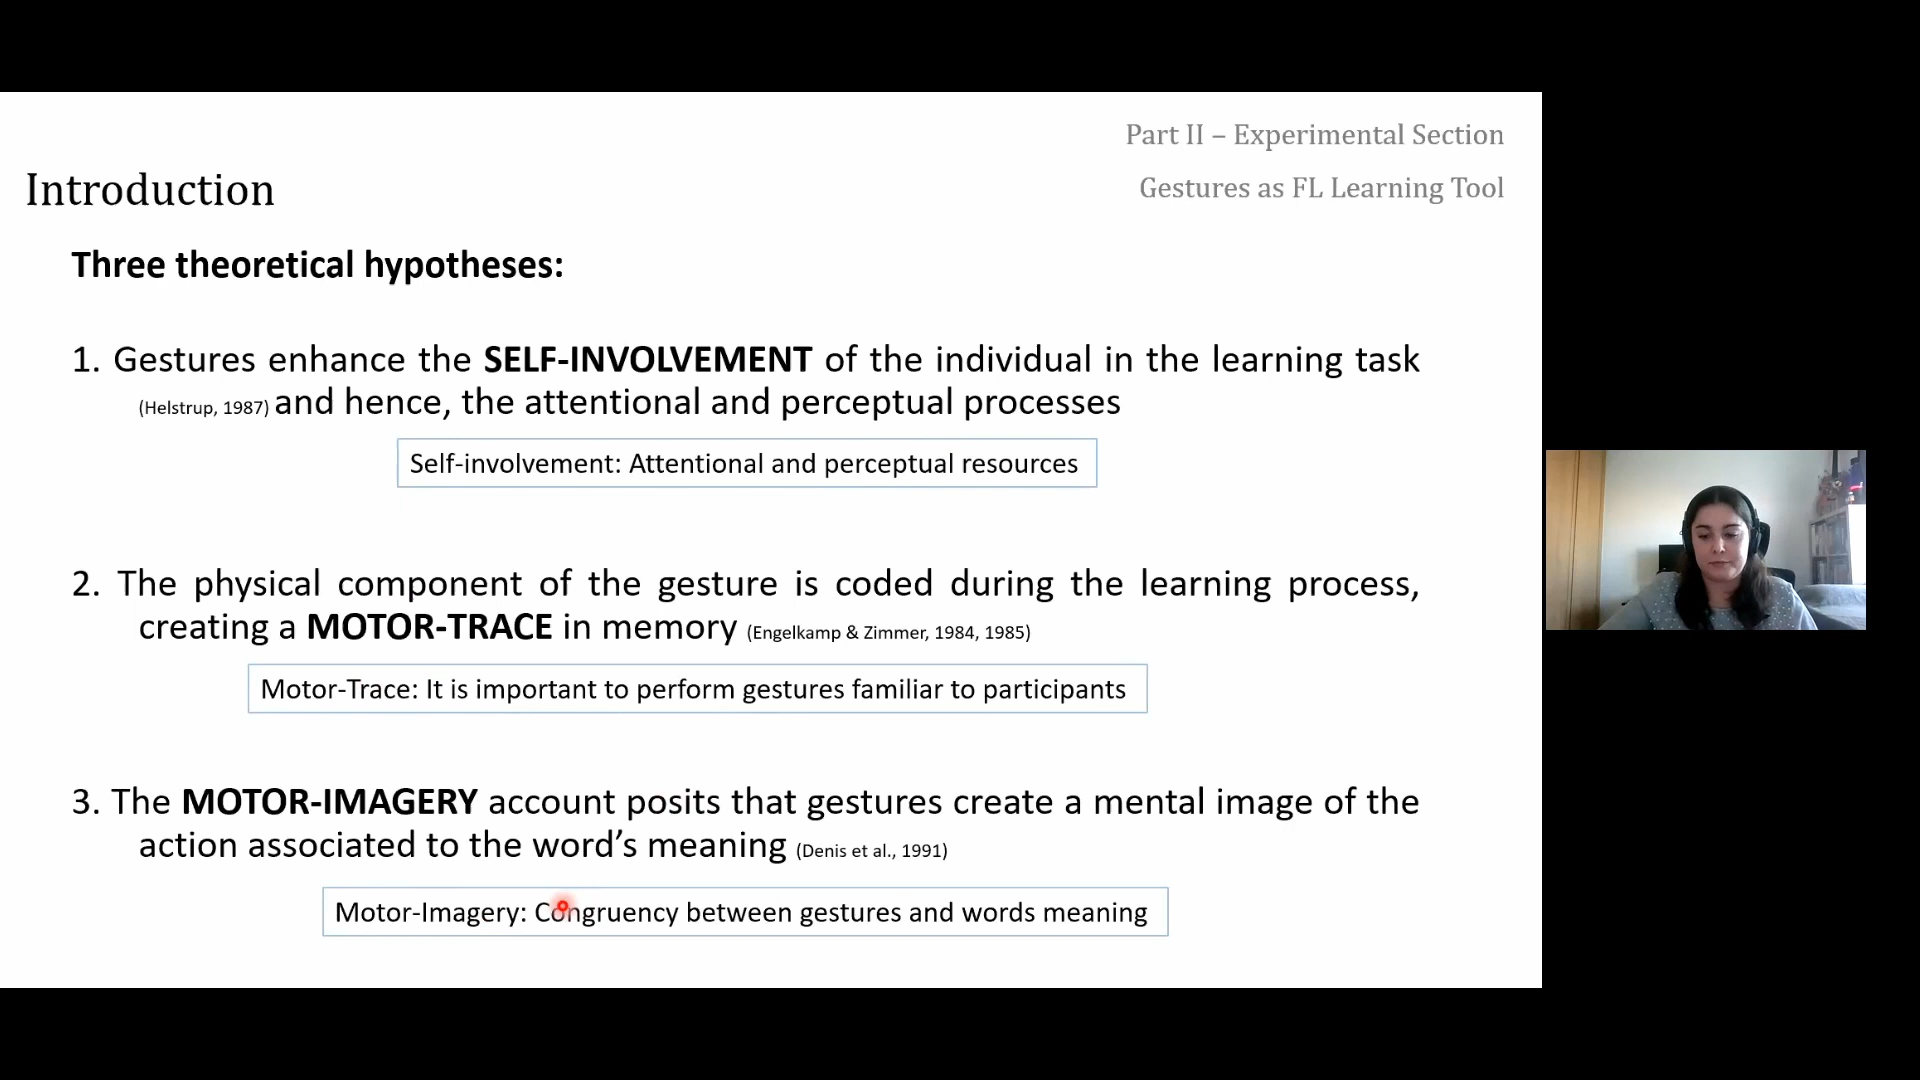 Part II – Experimental Section
Introduction
Gestures as FL Learning Tool
Three theoretical hypotheses:
1. Gestures enhance the SELF-INVOLVEMENT of the individual in the learning task
(Helstrup, 1987) and hence, the attentional and perceptual processes
Self-involvement: Attentional and perceptual resources
2. The physical component of the gesture is coded during the learning process,
creating a MOTOR-TRACE in memory (Engelkamp & Zimmer, 1984, 1985)
Motor-Trace: It is important to perform gestures familiar to participants
3. The MOTOR-IMAGERY account posits that gestures create a mental image of the
action associated to the word’s meaning (Denis et al., 1991)
Motor-Imagery: Congruency between gestures and words meaning